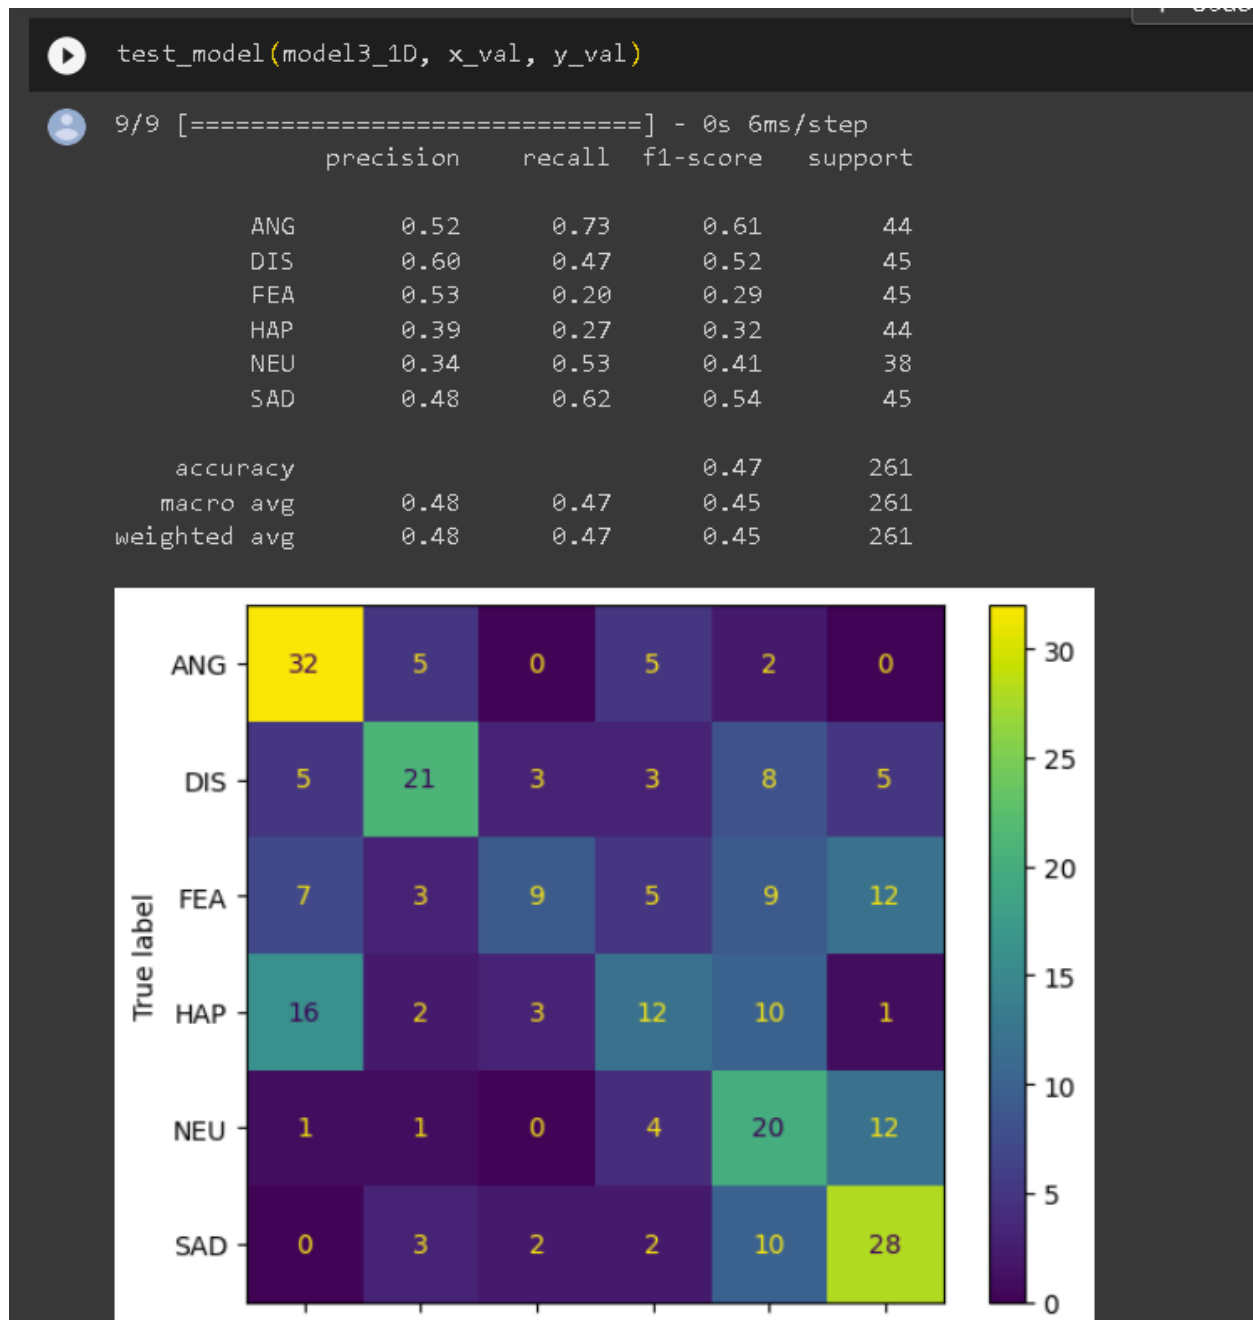 test_model(model3_1D, x_val, y_val)
9/9 [==============================] - 0s 6ms/step
precision recall f1-score support
ANG 0.52 0.73 0.61 44
DIS 0.60 0.47 0.52 45
FEA 0.53 0.20 0.29 45
HAP 0.39 0.27 0.32 44
NEU 0.34 0.53 0.41 38
SAD 0.48 0.62 0.54 45
accuracy 0.47 261
macro avg 0.48 0.47 0.45 261
weighted avg 0.48 0.47 0.45 261
ANG 32 5 0 5 2 0
DIS 5 21 3 3 8 5
FEA 7 3 9 5 9 12
HAP 16 2 3 12 10 1
NEU 1 1 0 4 20 12
SAD 0 3 2 2 10 28
True label
30
25
20
15
10
5
0